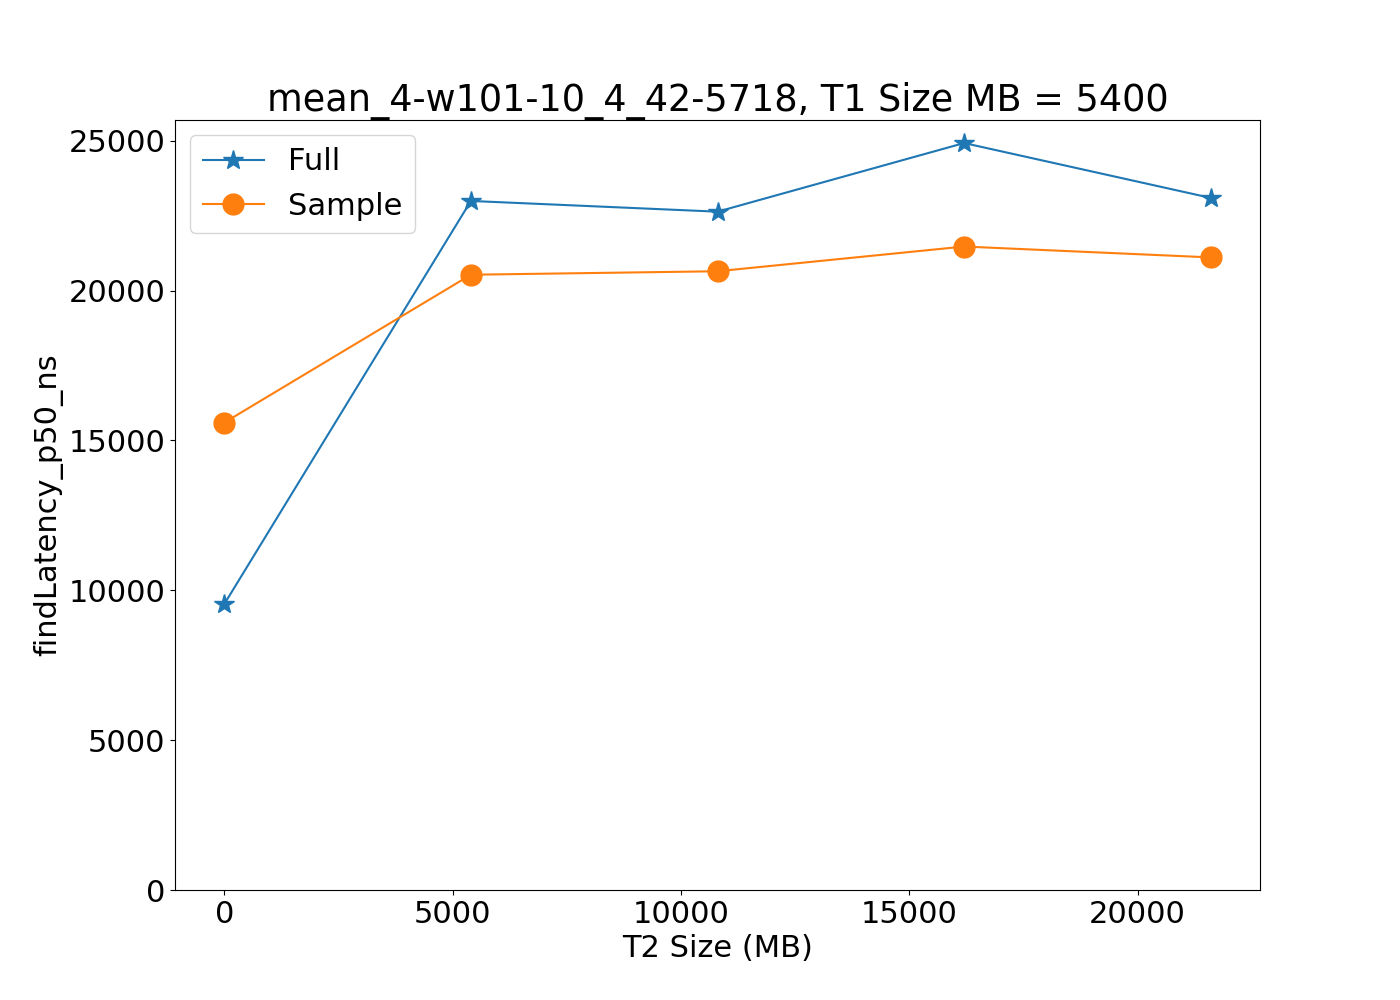 mean_4-w101-10_4_42-5718, T1 Size MB = 5400
Full
Sample
findLatency_p50_ns
25000
20000
15000
10000
5000
0
0 5000 10000 15000 20000
T2 Size (MB)